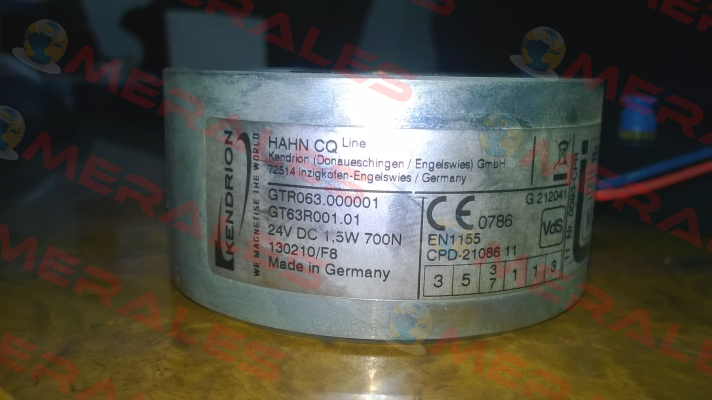 OMERALES
KENDRION
WE MAGNETISE THE WORLD
HAHN CQ Line
Kendrion (Donaueschingen / Engelswies) GmbH
72514 Inzigkofen-Engelswies / Germany
GTR063.000001
GT63R001.01
24V DC 1,5W 700N
130210/F8
Made in Germany
CE 0786
EN1155
CPD-21086 11
3 5 3/7 1 1 3
G 212041
VdS